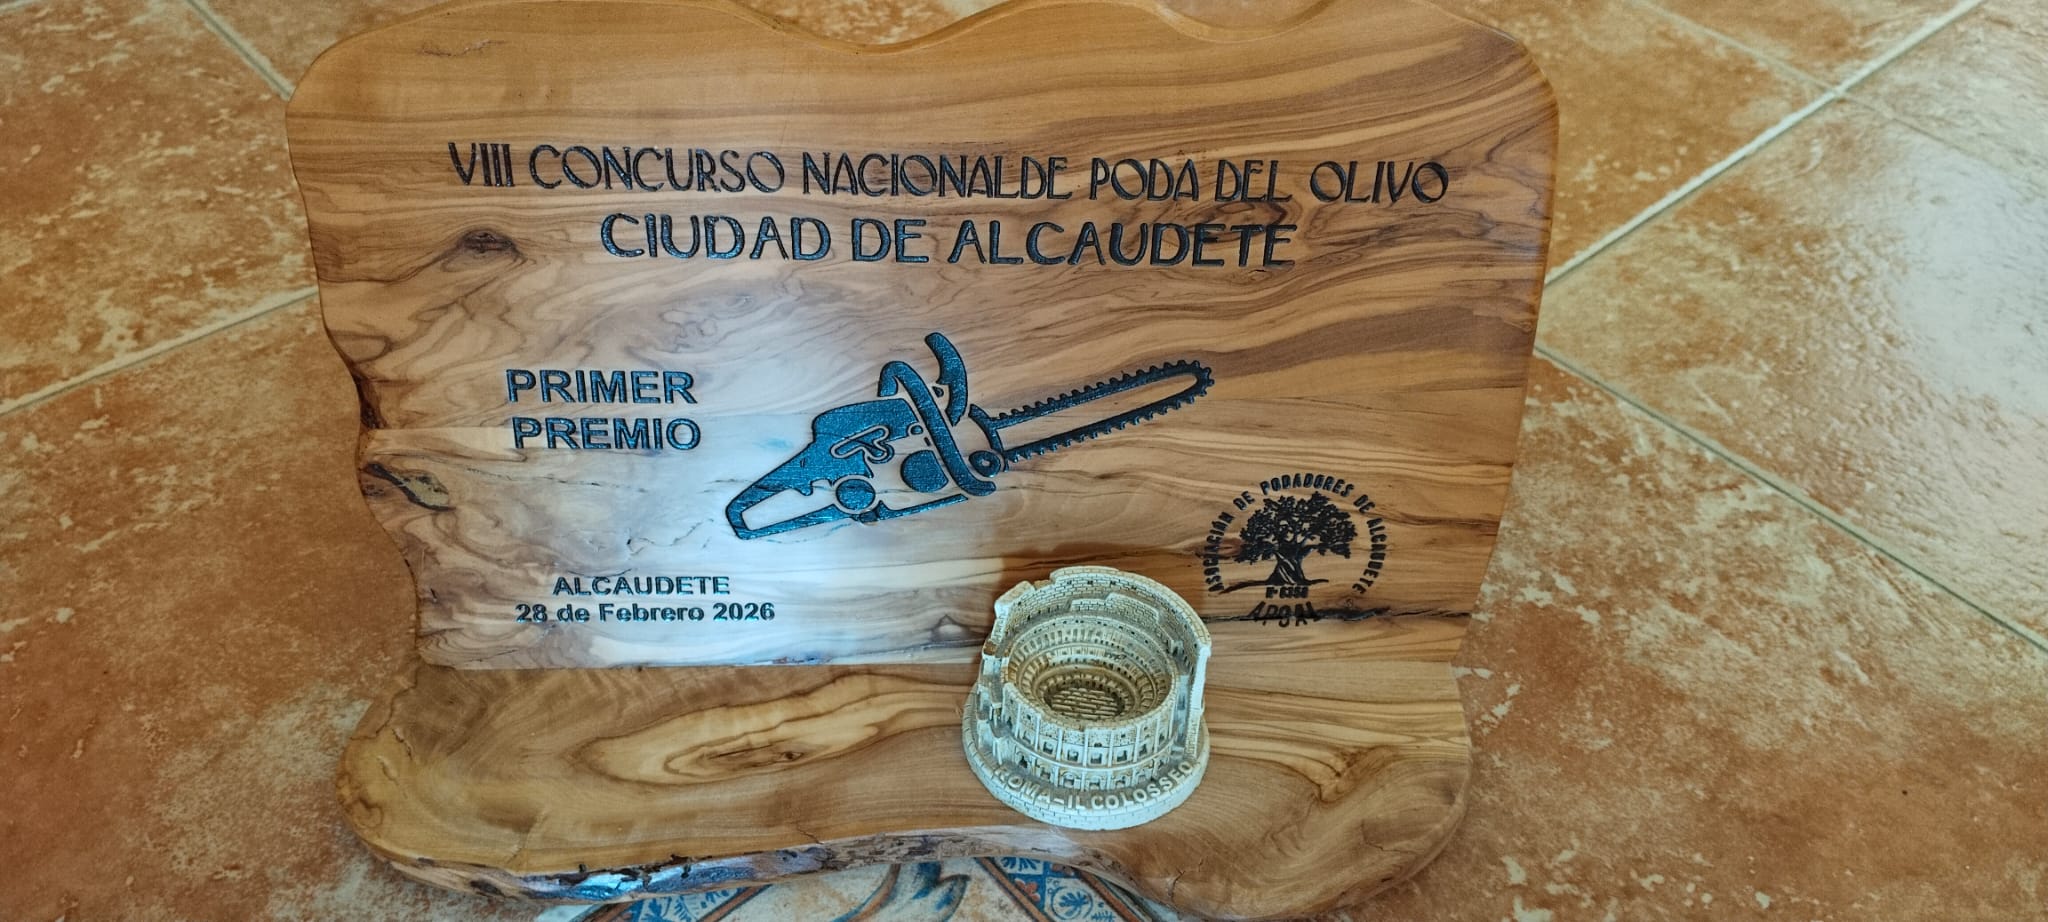 VIII CONCURSO NACIONALDE PODA DEL OLIVO
CIUDAD DE ALCAUDETE
PRIMER
PREMIO
ALCAUDETE
28 de Febrero 2026
ASOCIACIÓN DE PODADORES DE ALCAUDETE
ROMA-IL COLOSSEO